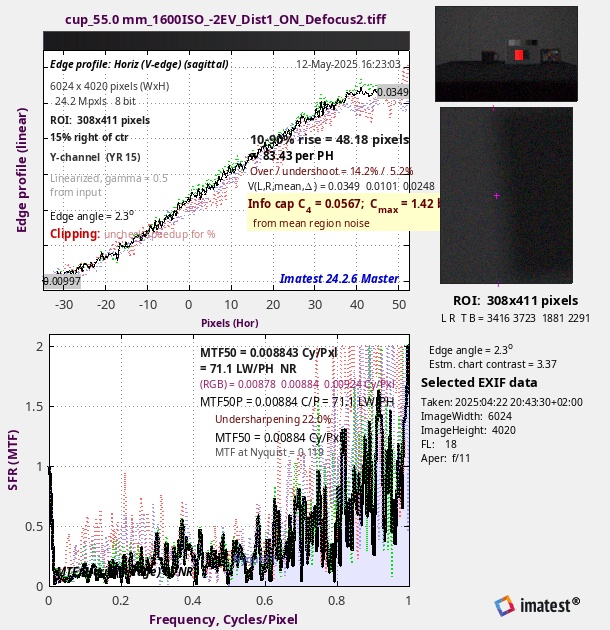 cup_55.0 mm_1600ISO_-2EV_Dist1_ON_Defocus2.tiff
Edge profile: Horiz (V-edge) (sagittal)
12-May-2025 16:23:03
6024 x 4020 pixels (WxH)
24.2 Mpxls 8 bit
0.0349
ROI: 308x411 pixels
15% right of ctr
10-90% rise = 48.18 pixels
Y-channel (YR 15)
= 83.43 per PH
Over / undershoot = 14.2% / 5.2%
Linearized, gamma = 0.5
from input
V(L,R,mean,Δ) = 0.0349 0.0101 0.0248
Info cap C4 = 0.0567; Cmax = 1.42 b
Edge angle = 2.3o
from mean region noise
Clipping: uncheck speedup for %
0.00997
Imatest 24.2.6 Master
Edge profile (linear)
-30 -20 -10 0 10 20 30 40 50
Pixels (Hor)
ROI: 308x411 pixels
L R T B = 3416 3723 1881 2291
Edge angle = 2.3o
Estm. chart contrast = 3.37
Selected EXIF data
Taken: 2025:04:22 20:43:30+02:00
ImageWidth: 6024
ImageHeight: 4020
FL: 18
Aper: f/11
MTF50 = 0.008843 Cy/Pxl
= 71.1 LW/PH NR
(RGB) = 0.00878 0.00884 0.00924 Cy/Pxl
MTF50P = 0.00884 C/P = 71.1 LW/PH
Undersharpening 22.0%
MTF50 = 0.00884 Cy/Pxl
MTF at Nyquist = 0.119
SFR (MTF)
2
1.5
1
0.5
0
0 0.2 0.4 0.6 0.8 1
Frequency, Cycles/Pixel
imatest®